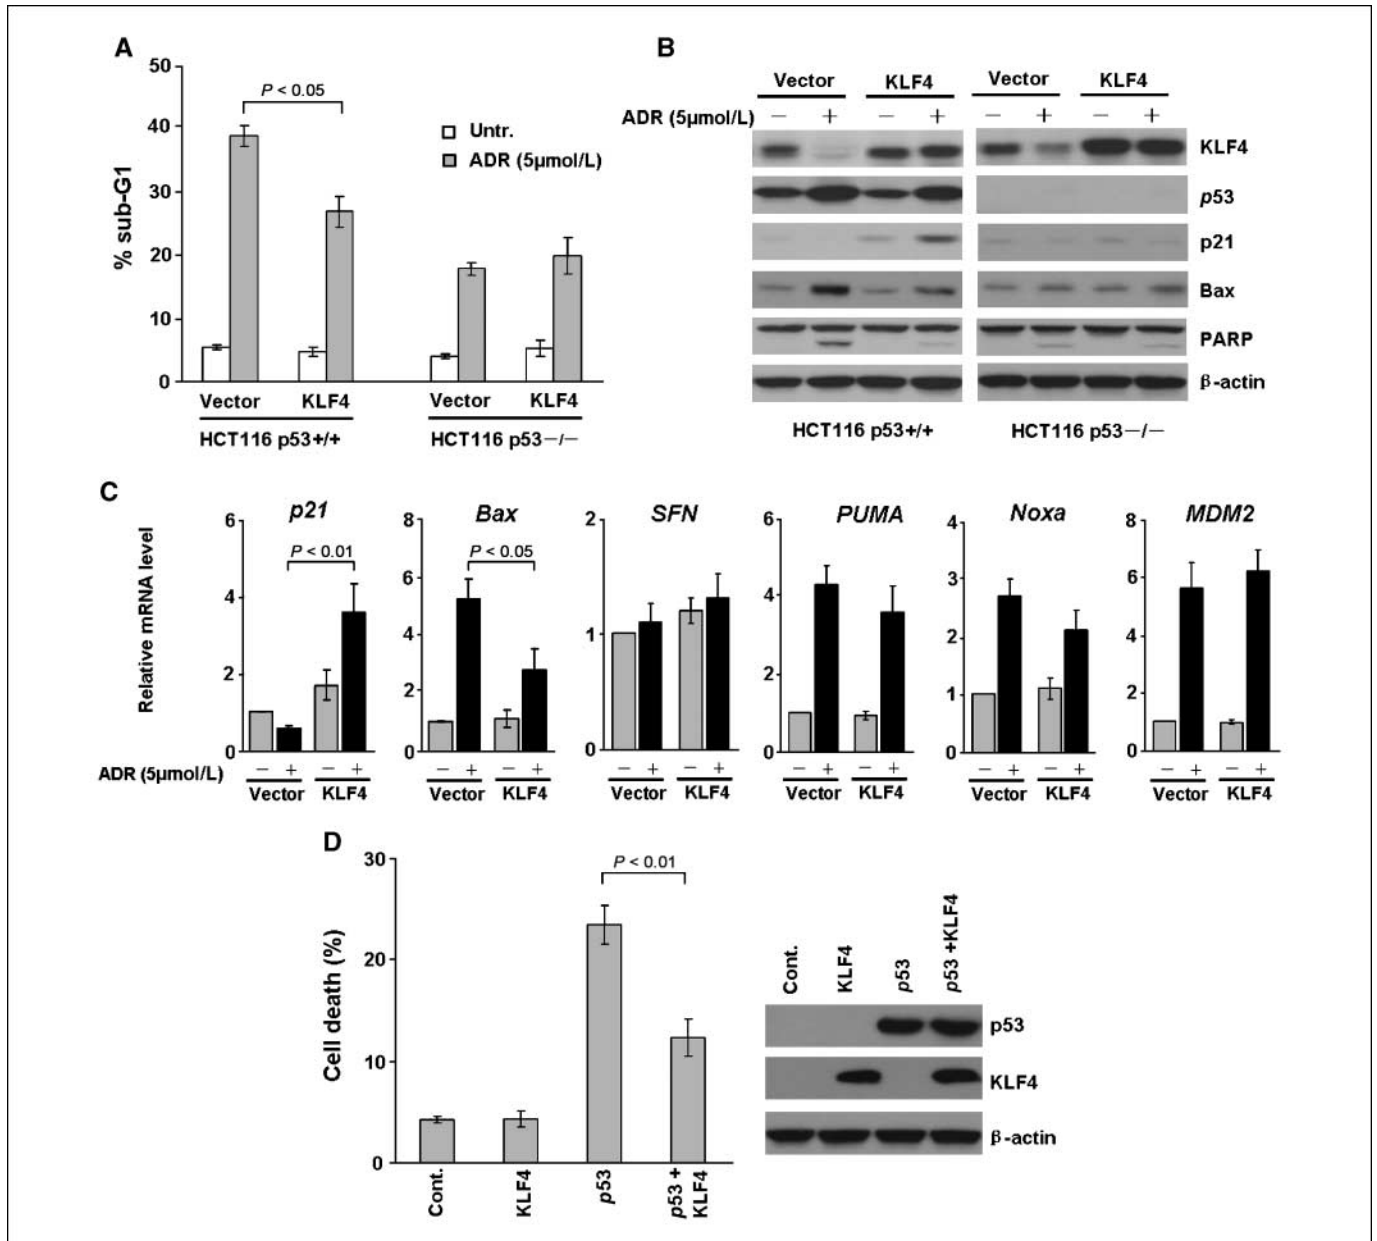 A
50
40
30
20
10
0
% sub-G1
P < 0.05
Untr.
ADR (5μmol/L)
Vector KLF4 Vector KLF4
HCT116 p53+/+ HCT116 p53−/−
B
Vector KLF4 Vector KLF4
ADR (5μmol/L) − + − + − + − +
KLF4
p53
p21
Bax
PARP
β-actin
HCT116 p53+/+ HCT116 p53−/−
C
Relative mRNA level
p21
6
4
2
0
P < 0.01
Bax
8
6
4
2
0
P < 0.05
SFN
2
1
0
PUMA
6
4
2
0
Noxa
4
3
2
1
0
MDM2
8
6
4
2
0
ADR (5μmol/L) − + − + − + − + − + − + − + − + − + − + − + − +
Vector KLF4 Vector KLF4 Vector KLF4 Vector KLF4 Vector KLF4 Vector KLF4
D
30
20
10
0
Cell death (%)
P < 0.01
Cont.
KLF4
p53
p53 +
KLF4
Cont.
KLF4
p53
p53 +KLF4
p53
KLF4
β-actin